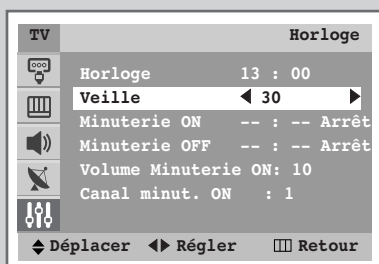 TV Horloge
Horloge 13 : 00
Veille 30
Minuterie ON -- : -- Arrêt
Minuterie OFF -- : -- Arrêt
Volume Minuterie ON: 10
Canal minut. ON : 1
Déplacer Régler Retour